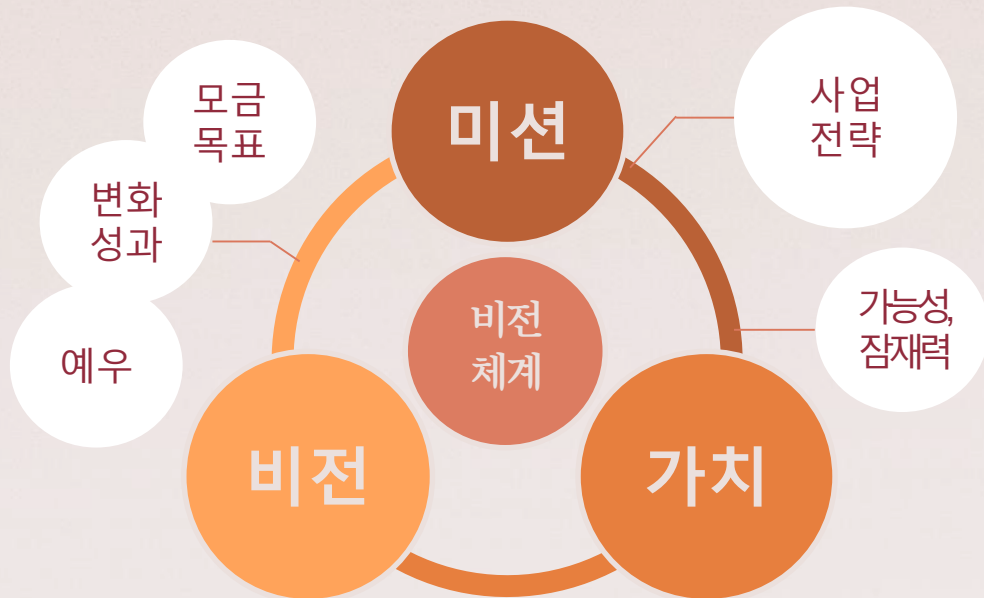 모금
목표
변화
성과
예우
미션
사업
전략
가능성,
잠재력
비전
체계
비전
가치